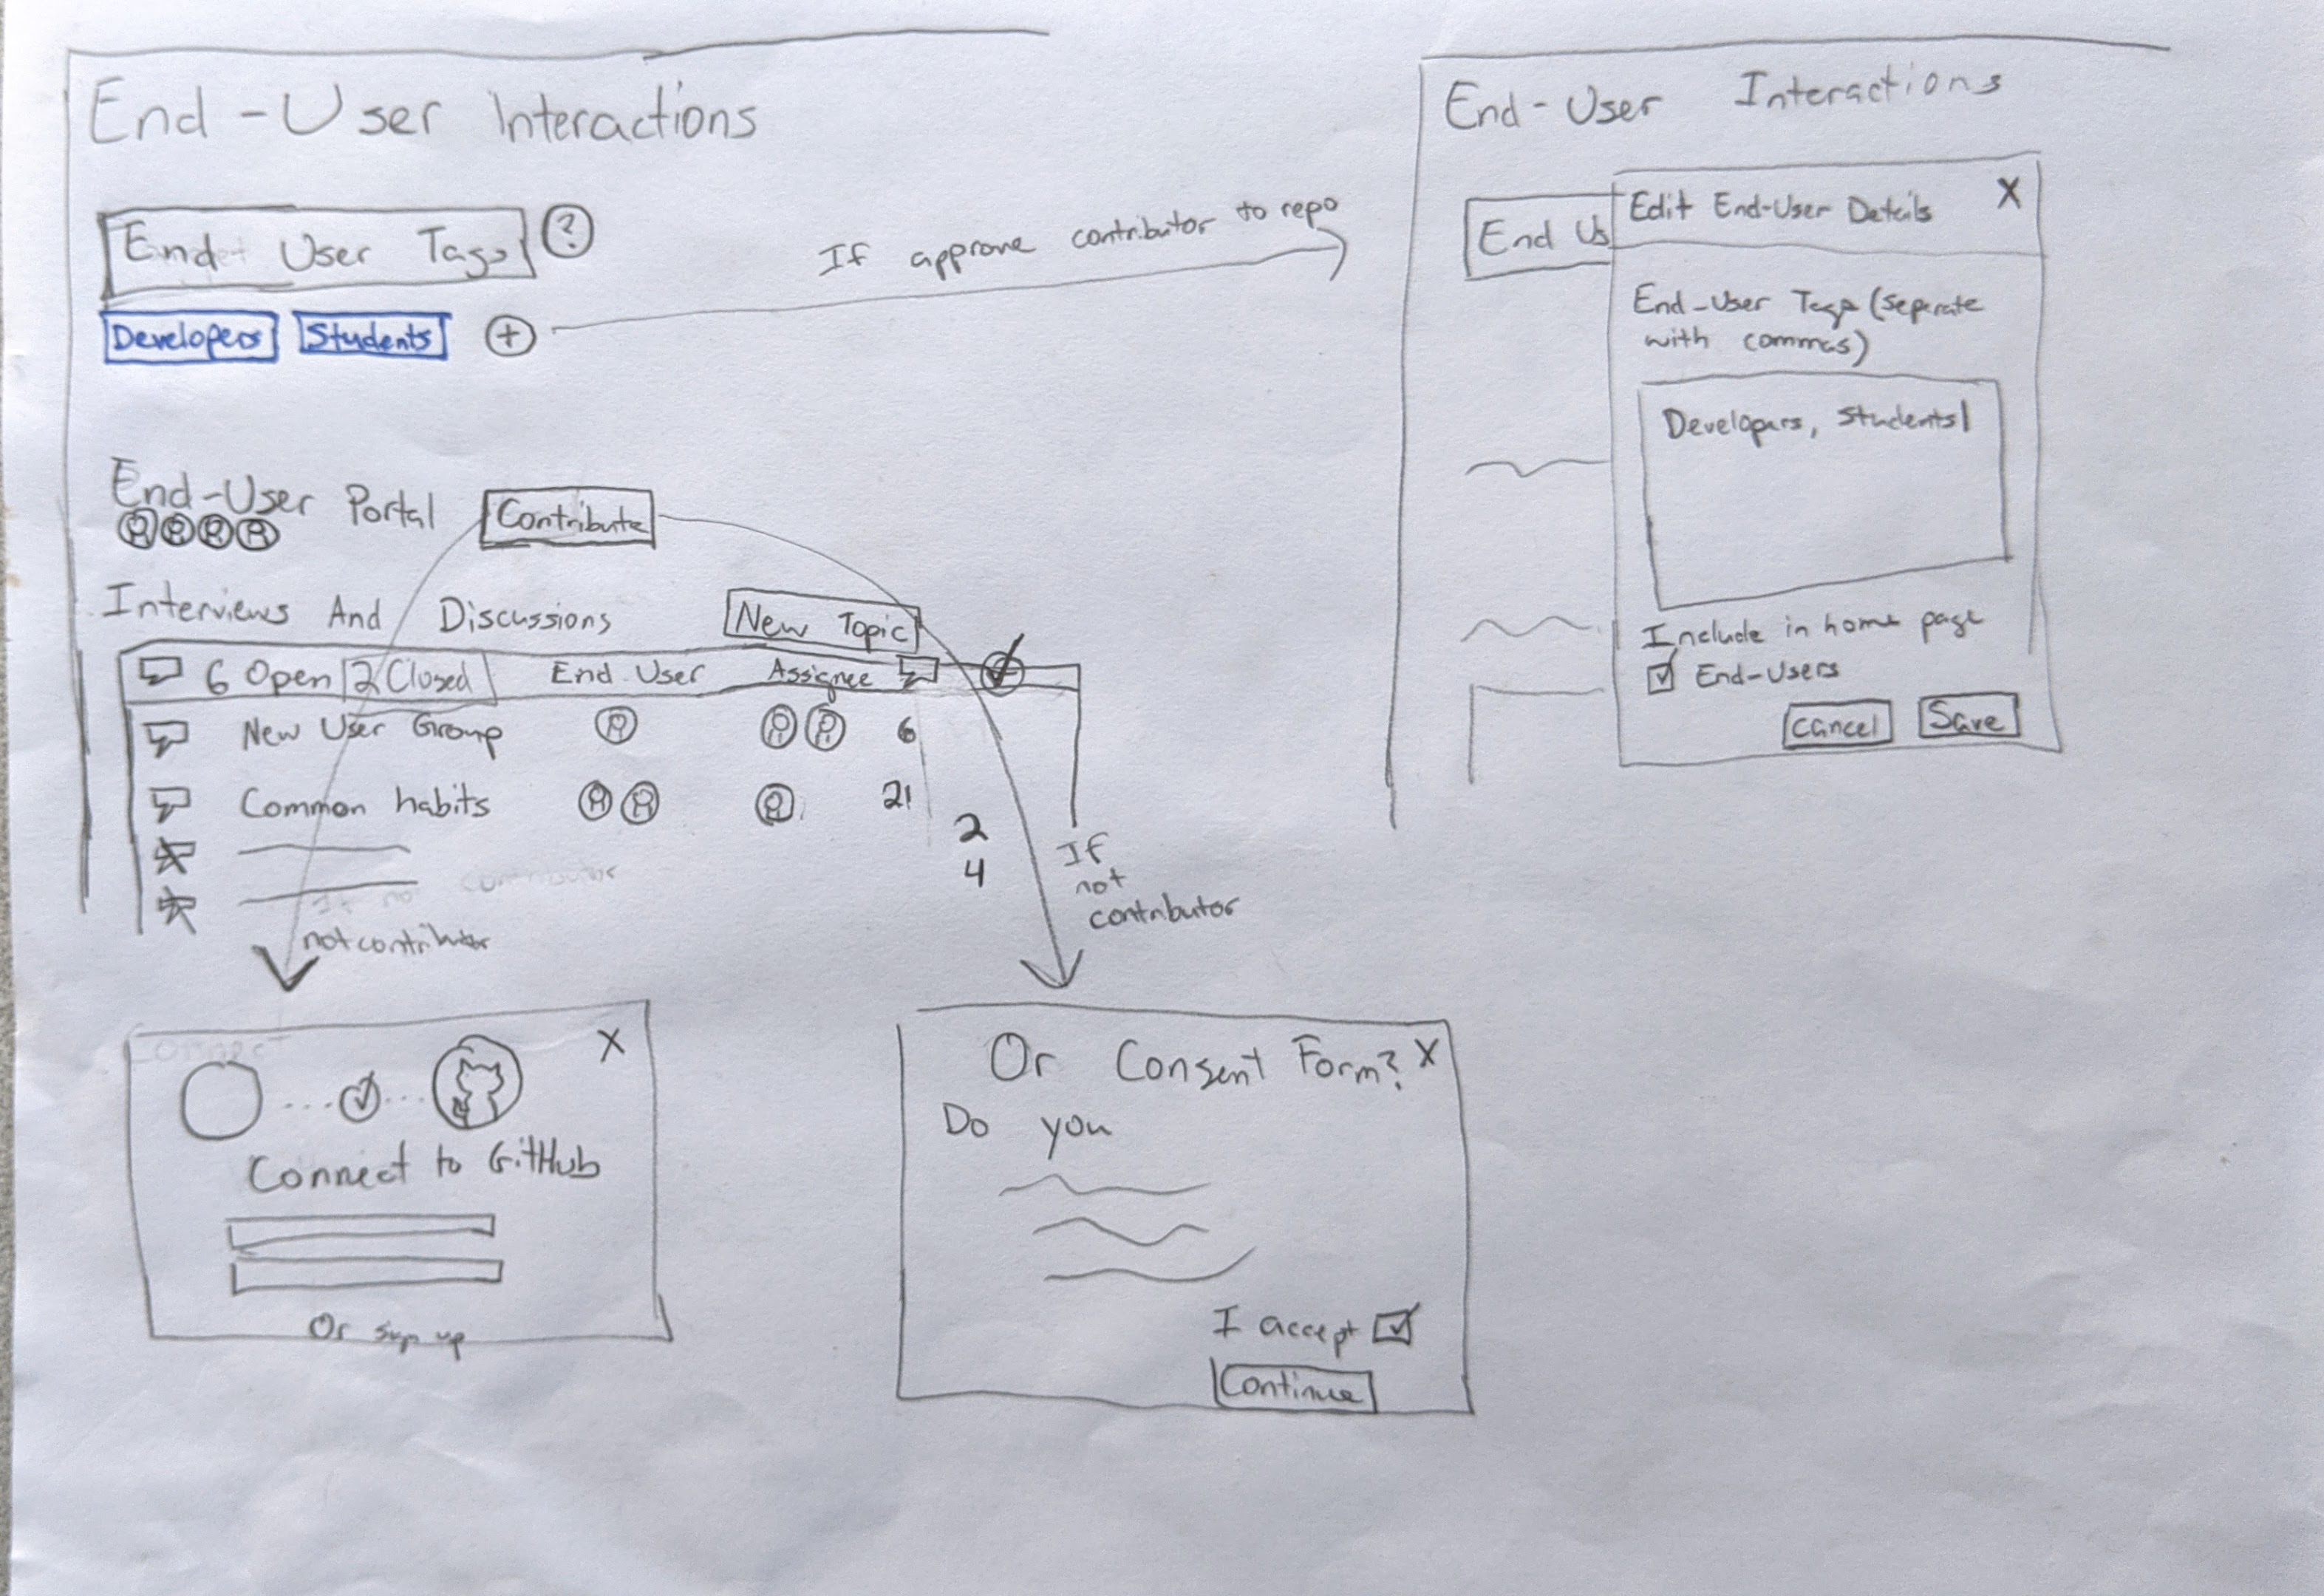 End-User Interactions
End User Tags ?
If approve contributor to repo
Developers Students +
End-User Portal Contribute
Interviews And Discussions New Topic
6 Open 2 Closed End User Assignee
New User Group 6
Common habits 21
2
4
If
not
contributor
If no contributor
not contributor
Connect
X
Connect to GitHub
Or sign up
Or Consent Form? X
Do you
I accept
Continue
End-User Interactions
End Us
Edit End-User Details X
End-User Tags (separate
with commas)
Developers, Students
Include in home page
End-Users
Cancel Save